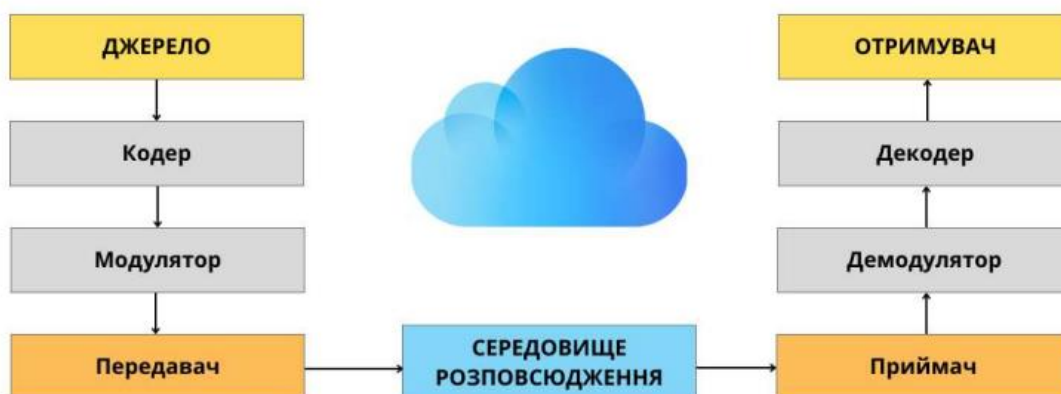 ДЖЕРЕЛО
Кодер
Модулятор
Передавач
СЕРЕДОВИЩЕ
РОЗПОВСЮДЖЕННЯ
ОТРИМУВАЧ
Декодер
Демодулятор
Приймач